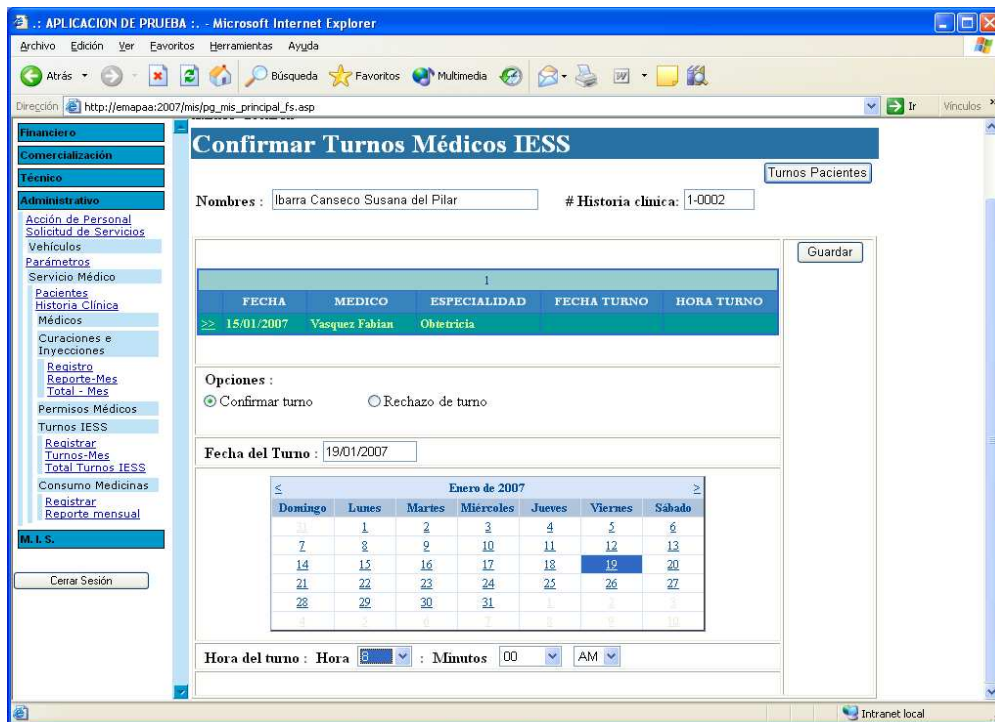 .: APLICACION DE PRUEBA :. - Microsoft Internet Explorer
Archivo Edición Ver Favoritos Herramientas Ayuda
Atrás Búsqueda Favoritos Multimedia
Dirección http://emapaa:2007/mis/pg_mis_principal_fs.asp Ir Vínculos »
Financiero
Comercialización
Técnico
Administrativo
Acción de Personal
Solicitud de Servicios
Vehículos
Parámetros
Servicio Médico
Pacientes
Historia Clínica
Médicos
Curaciones e
Inyecciones
Registro
Reporte-Mes
Total - Mes
Permisos Médicos
Turnos IESS
Registrar
Turnos-Mes
Total Turnos IESS
Consumo Medicinas
Registrar
Reporte mensual
M. I. S.
Cerrar Sesión
Confirmar Turnos Médicos IESS
Turnos Pacientes
Nombres : Ibarra Canseco Susana del Pilar # Historia clínica: 1-0002
Guardar
1
FECHA MEDICO ESPECIALIDAD FECHA TURNO HORA TURNO
>> 15/01/2007 Vasquez Fabian Obtetricia
Opciones :
Confirmar turno Rechazo de turno
Fecha del Turno : 19/01/2007
< Enero de 2007 >
Domingo Lunes Martes Miércoles Jueves Viernes Sábado
31 1 2 3 4 5 6
7 8 9 10 11 12 13
14 15 16 17 18 19 20
21 22 23 24 25 26 27
28 29 30 31 1 2 3
4 5 6 7 8 9 10
Hora del turno : Hora 8 : Minutos 00 AM
Intranet local